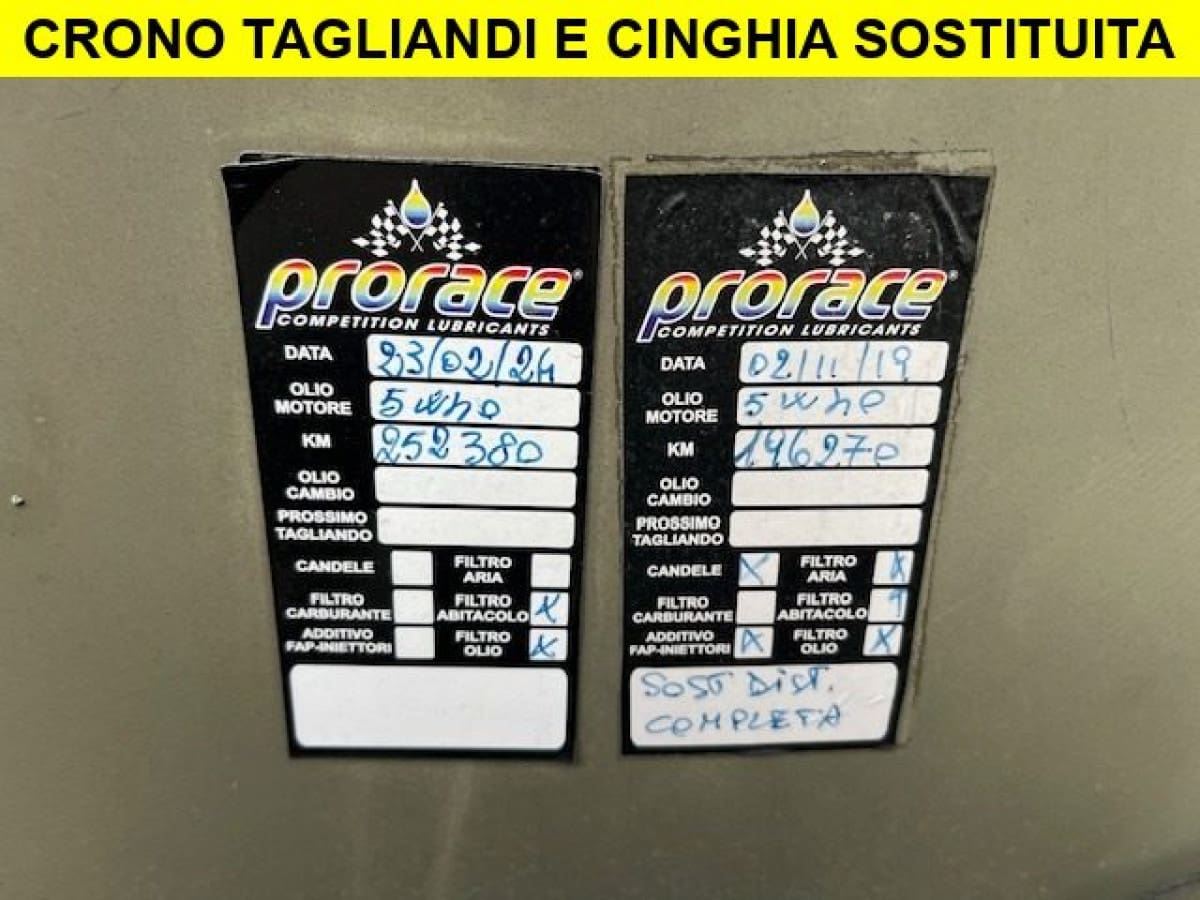 CRONO TAGLIANDI E CINGHIA SOSTITUITA
prorace®
COMPETITION LUBRICANTS
DATA 23/02/24
OLIO MOTORE 5W40
KM 252380
OLIO CAMBIO
PROSSIMO TAGLIANDO
CANDELE
FILTRO ARIA
FILTRO CARBURANTE
FILTRO ABITACOLO X
ADDITIVO FAP-INIETTORI
FILTRO OLIO X
prorace®
COMPETITION LUBRICANTS
DATA 02/11/19
OLIO MOTORE 5W40
KM 196270
OLIO CAMBIO
PROSSIMO TAGLIANDO
CANDELE X
FILTRO ARIA X
FILTRO CARBURANTE
FILTRO ABITACOLO
ADDITIVO FAP-INIETTORI X
FILTRO OLIO X
SOST DIST.
COMPLETA